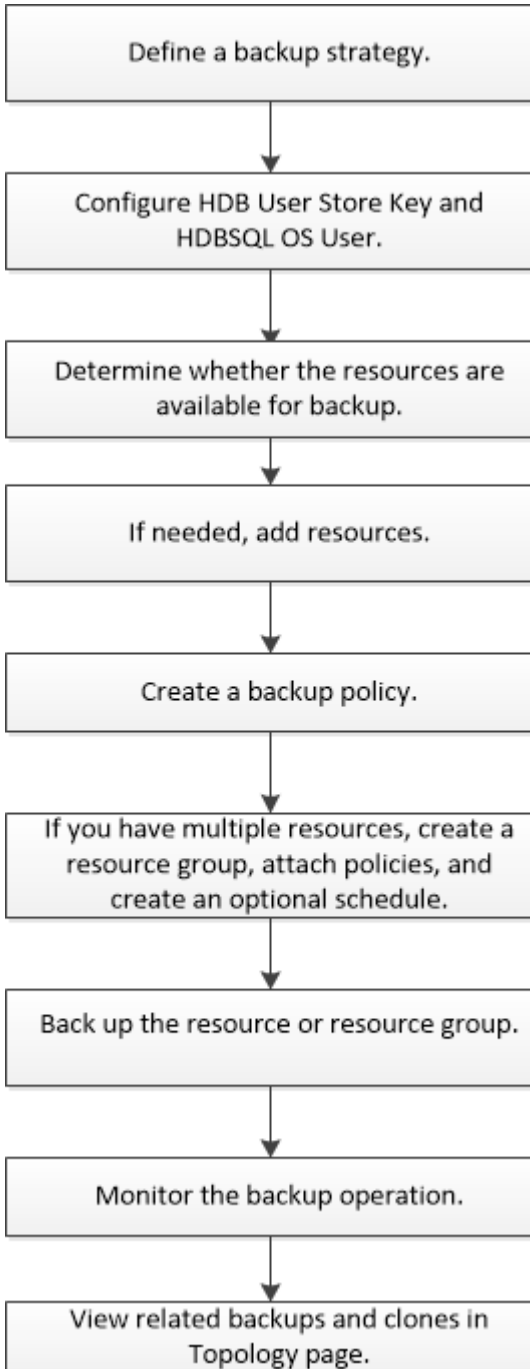 Define a backup strategy.
Configure HDB User Store Key and
HDBSQL OS User.
Determine whether the resources are
available for backup.
If needed, add resources.
Create a backup policy.
If you have multiple resources, create a
resource group, attach policies, and
create an optional schedule.
Back up the resource or resource group.
Monitor the backup operation.
View related backups and clones in
Topology page.